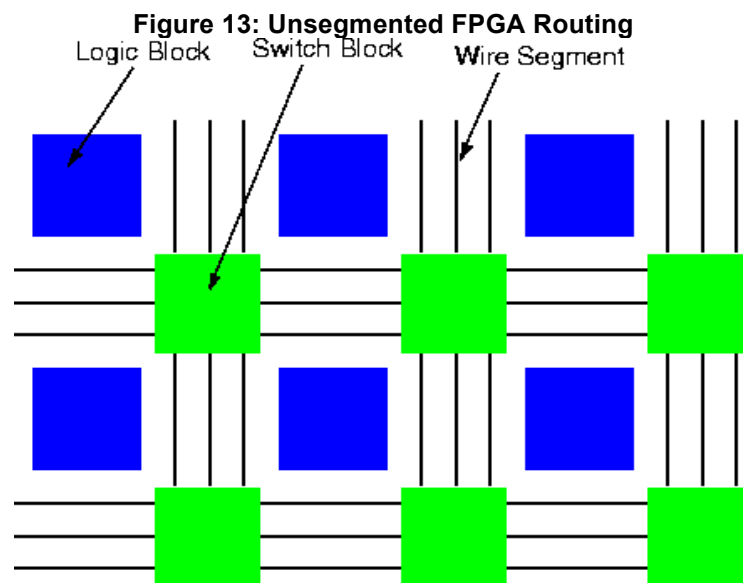 Figure 13: Unsegmented FPGA Routing
Logic Block
Switch Block
Wire Segment